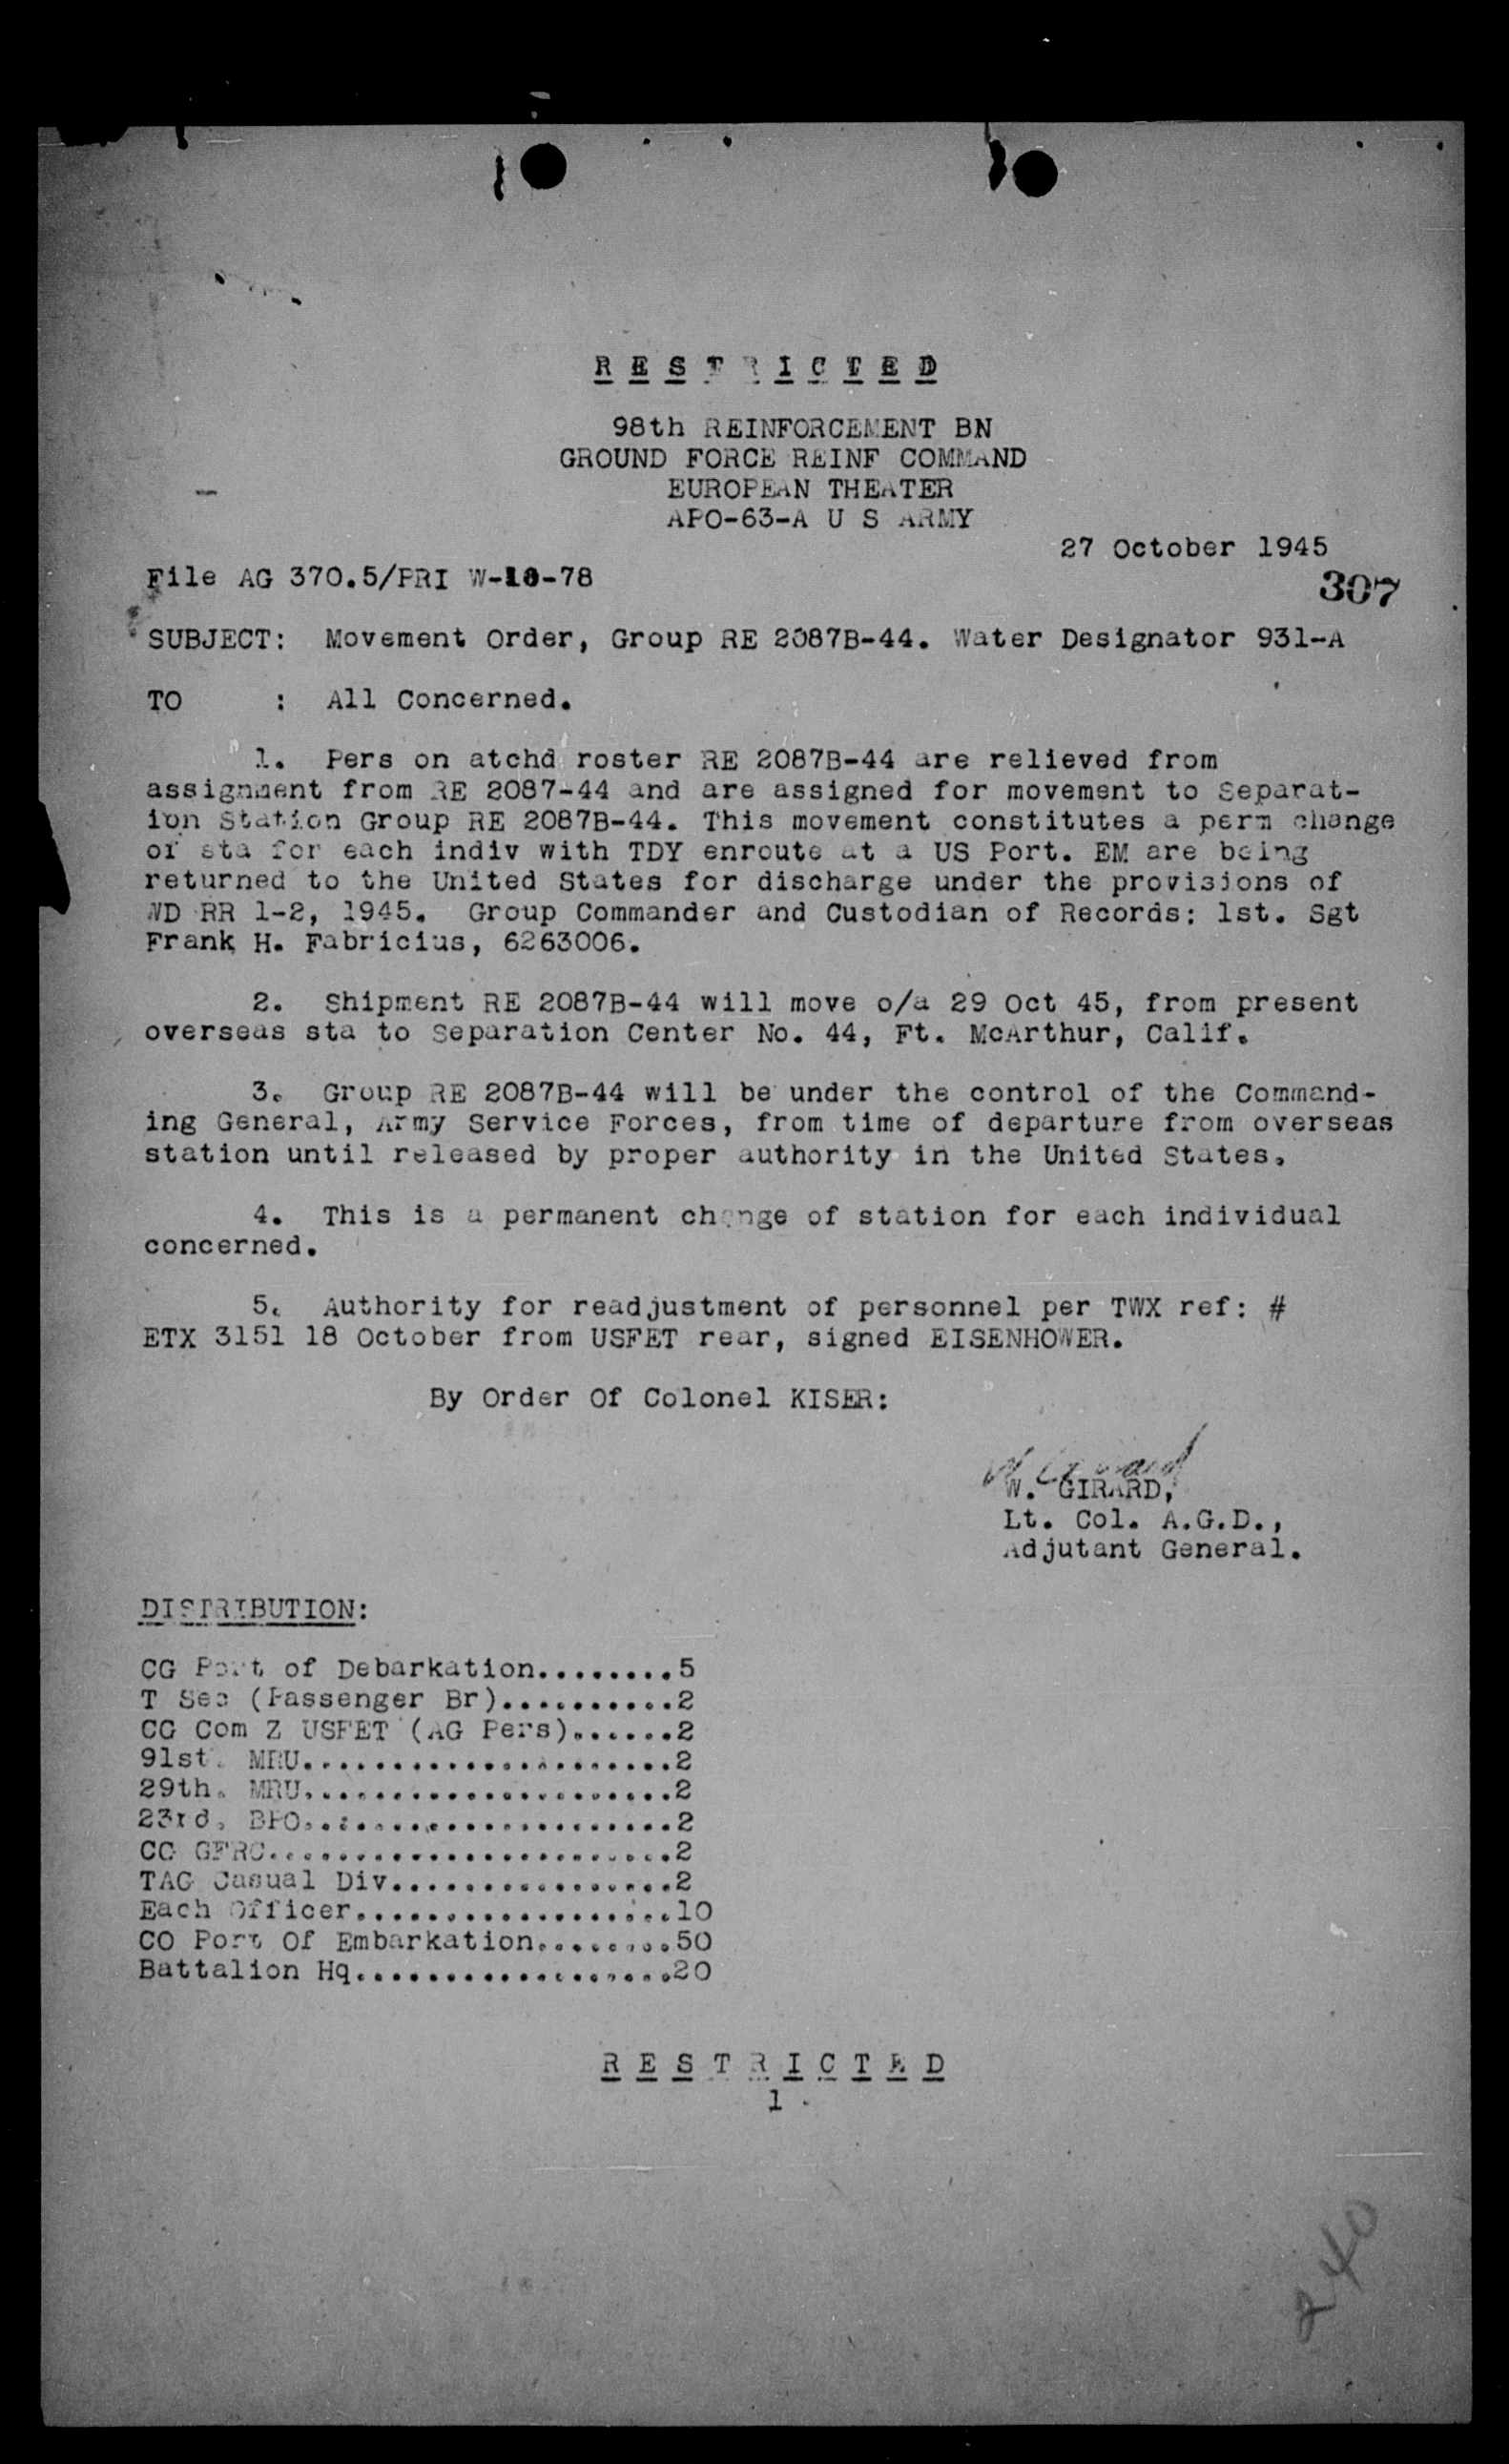 R E S T R I C T E D
98th REINFORCEMENT BN
GROUND FORCE REINF COMMAND
EUROPEAN THEATER
APO-63-A U S ARMY
27 October 1945
File AG 370.5/PRI W-10-78
307
SUBJECT: Movement Order, Group RE 2087B-44. Water Designator 931-A
TO : All Concerned.
1. Pers on atchd roster RE 2087B-44 are relieved from
assignment from RE 2087-44 and are assigned for movement to Separat-
ion Station Group RE 2087B-44. This movement constitutes a perm change
of sta for each indiv with TDY enroute at a US Port. EM are being
returned to the United States for discharge under the provisions of
WD RR 1-2, 1945. Group Commander and Custodian of Records: 1st. Sgt
Frank H. Fabricius, 6263006.
2. Shipment RE 2087B-44 will move o/a 29 Oct 45, from present
overseas sta to Separation Center No. 44, Ft. McArthur, Calif.
3. Group RE 2087B-44 will be under the control of the Command-
ing General, Army Service Forces, from time of departure from overseas
station until released by proper authority in the United States.
4. This is a permanent change of station for each individual
concerned.
5. Authority for readjustment of personnel per TWX ref: #
ETX 3151 18 October from USFET rear, signed EISENHOWER.
By Order Of Colonel KISER:
W. GIRARD,
Lt. Col. A.G.D.,
Adjutant General.
DISTRIBUTION:
CG Port of Debarkation........5
T Sec (Passenger Br)..........2
CG Com Z USFET (AG Pers)......2
91st. MRU.....................2
29th. MRU.....................2
23rd. BPO.....................2
CG GFRC.......................2
TAG Casual Div................2
Each Officer..................10
CO Port Of Embarkation........50
Battalion Hq..................20
R E S T R I C T E D
1
240